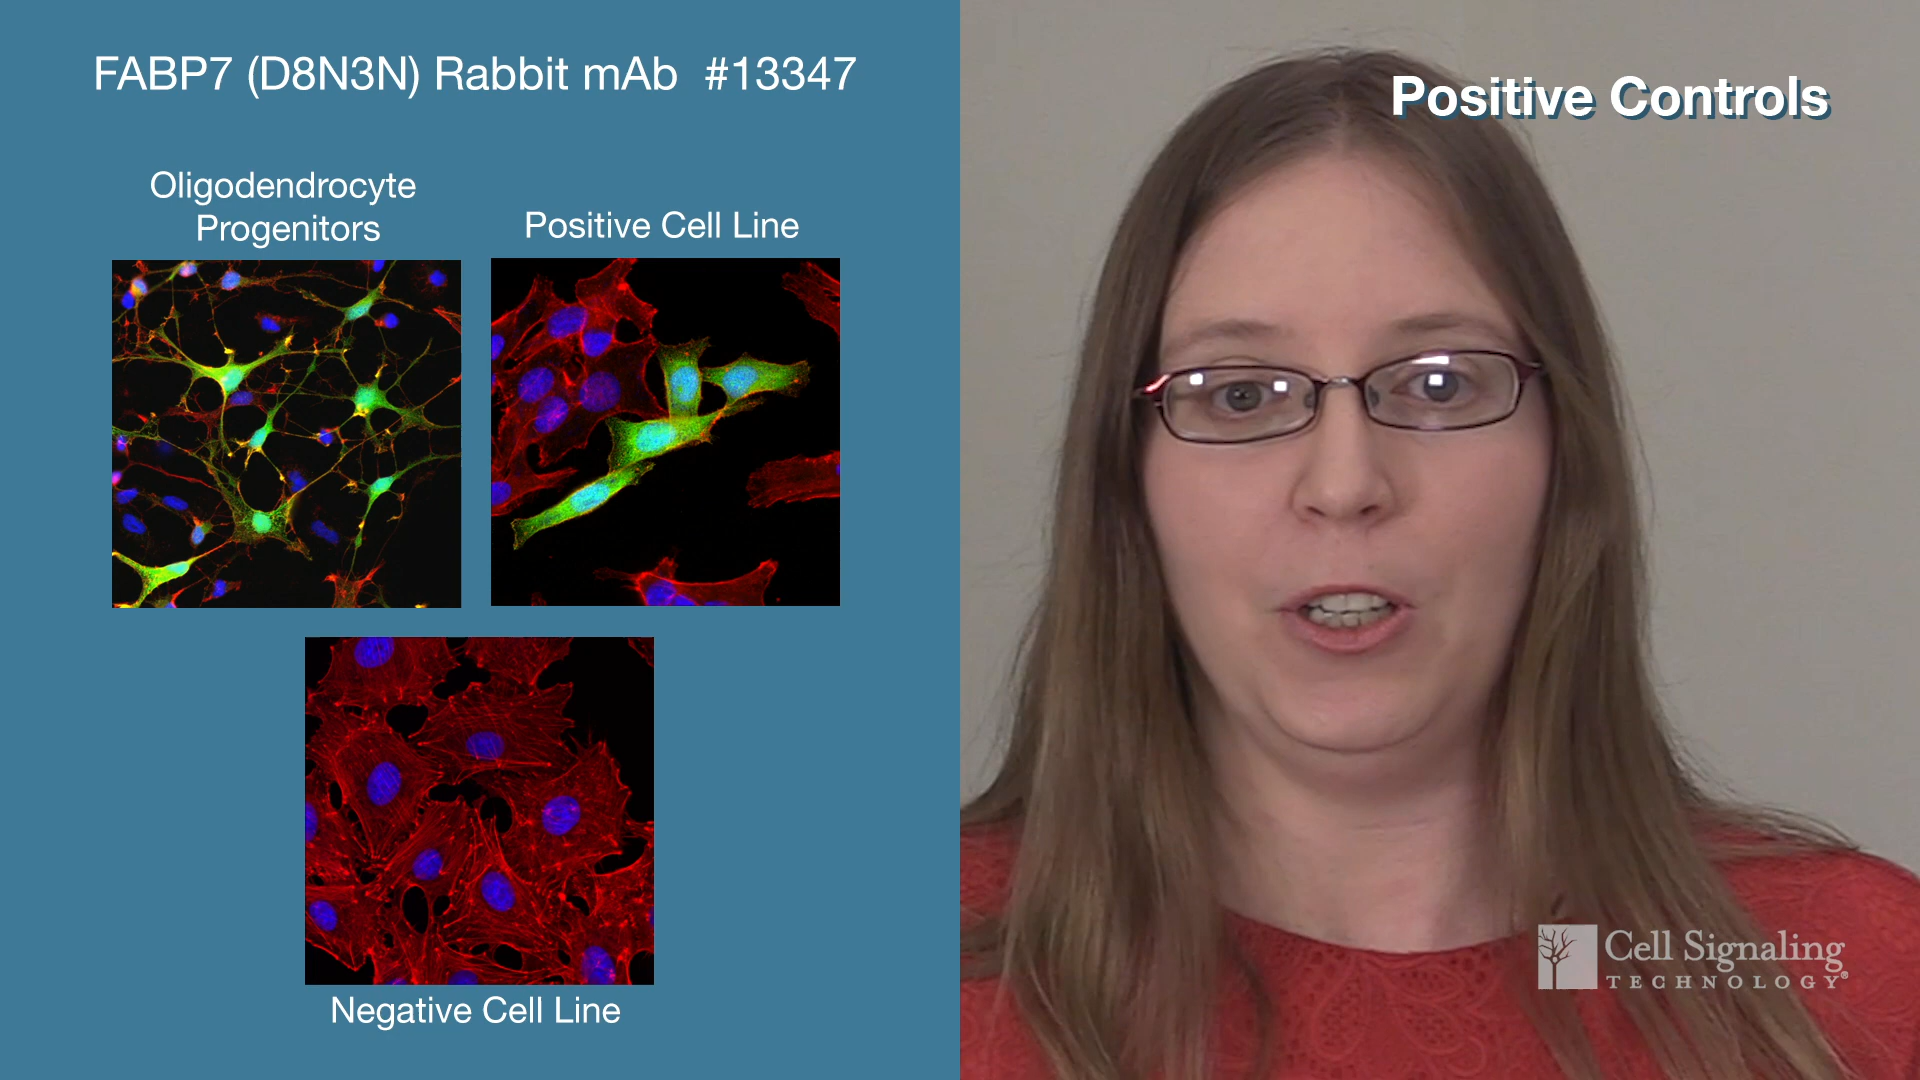 FABP7 (D8N3N) Rabbit mAb #13347
Positive Controls
Oligodendrocyte
Progenitors
Positive Cell Line
Negative Cell Line
Cell Signaling
TECHNOLOGY®